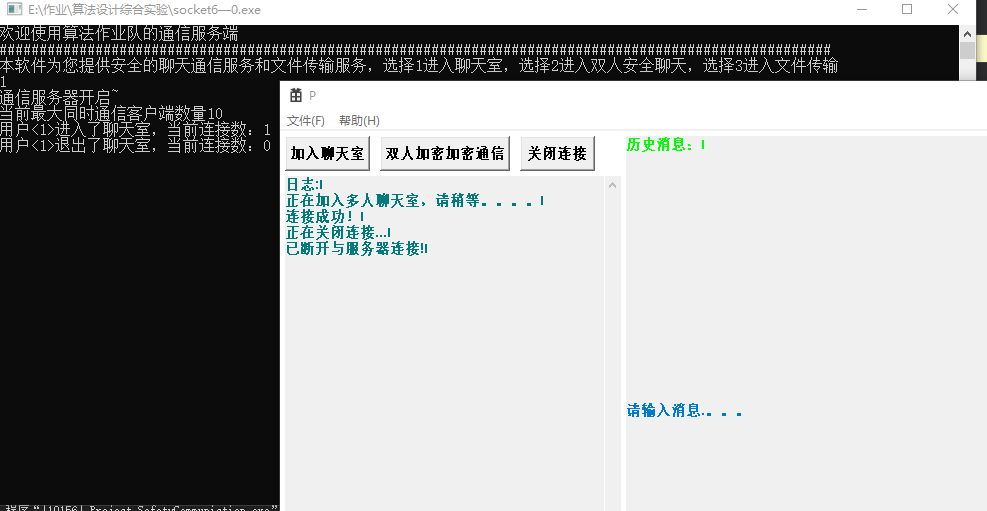 E:\作业\算法设计综合实验\socket6—0.exe
欢迎使用算法作业队的通信服务端
本软件为您提供安全的聊天通信服务和文件传输服务，选择1进入聊天室，选择2进入双人安全聊天，选择3进入文件传输
1
通信服务器开启~
当前最大同时通信客户端数量10
用户<1>进入了聊天室，当前连接数：1
用户<1>退出了聊天室，当前连接数：0
P
文件(F) 帮助(H)
加入聊天室 双人加密加密通信 关闭连接
日志:
正在加入多人聊天室，请稍等。。。。
连接成功！
正在关闭连接...
已断开与服务器连接!
历史消息：
请输入消息.。。。